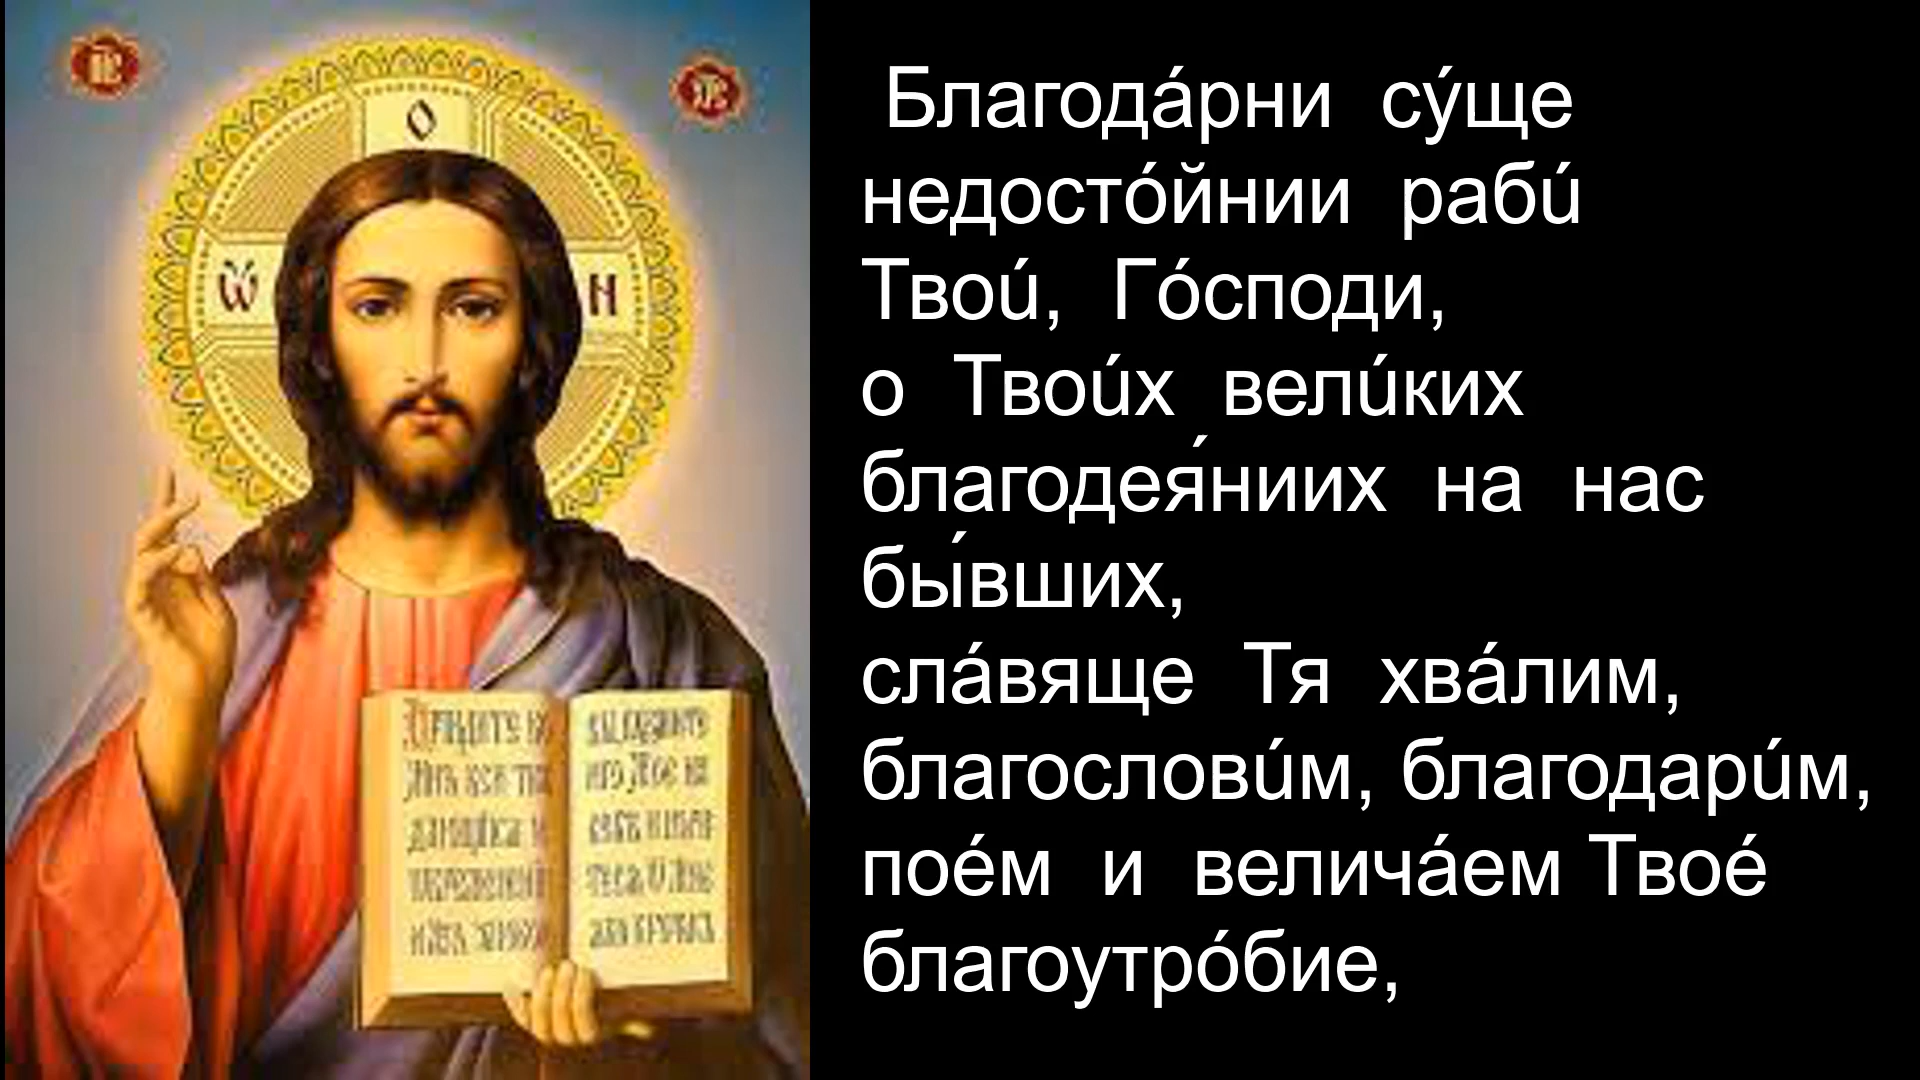 О
Ѿ Н
Благода́рни су́ще
недосто́йнии раби́
Твои́, Го́споди,
о Твои́х вели́ких
благодея́ниих на нас
бы́вших,
сла́вяще Тя хва́лим,
благослови́м, благодари́м,
пое́м и велича́ем Твое́
благоутро́бие,